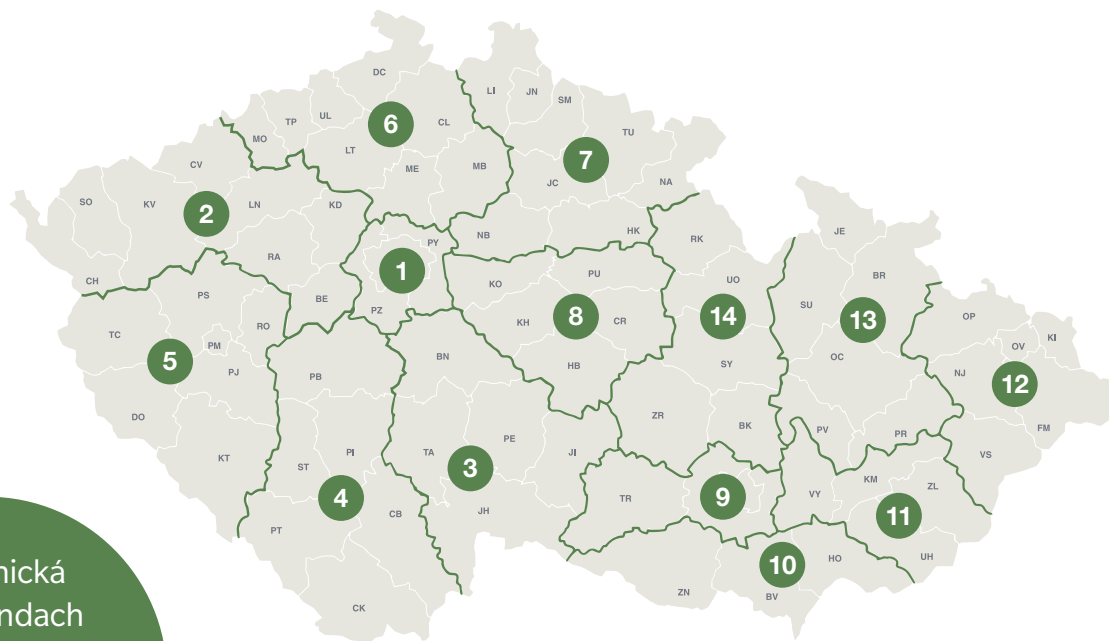 DC
LI
JN
SM
TP
UL
CL
6
TU
MO
LT
7
CV
ME
MB
JC
NA
SO
KV
2
LN
KD
NB
HK
RK
JE
PY
RA
1
PU
BR
CH
KO
UO
PS
BE
PZ
SU
8
14
13
OP
KH
CR
RO
TC
PM
OV
KI
5
PJ
BN
HB
SY
OC
NJ
12
PB
DO
ZR
BK
PV
PR
FM
KT
ST
PI
TA
3
PE
JI
VS
4
TR
9
VY
KM
ZL
CB
JH
11
PT
10
HO
UH
CK
ZN
BV
nická
ndach